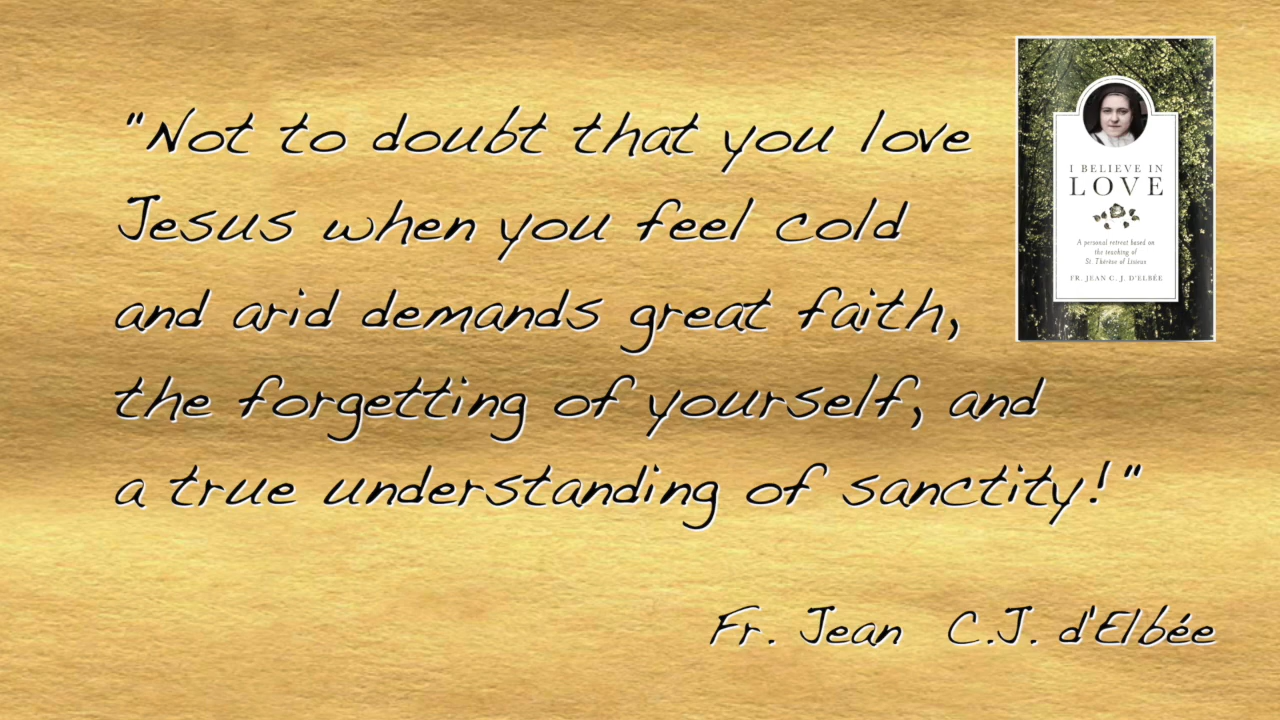 "Not to doubt that you love
Jesus when you feel cold
and arid demands great faith,
the forgetting of yourself, and
a true understanding of sanctity!"
Fr. Jean C.J. d'Elbée
I BELIEVE IN
LOVE
A personal retreat based on
the teaching of
St. Thérèse of Lisieux
FR. JEAN C. J. D'ELBÉE